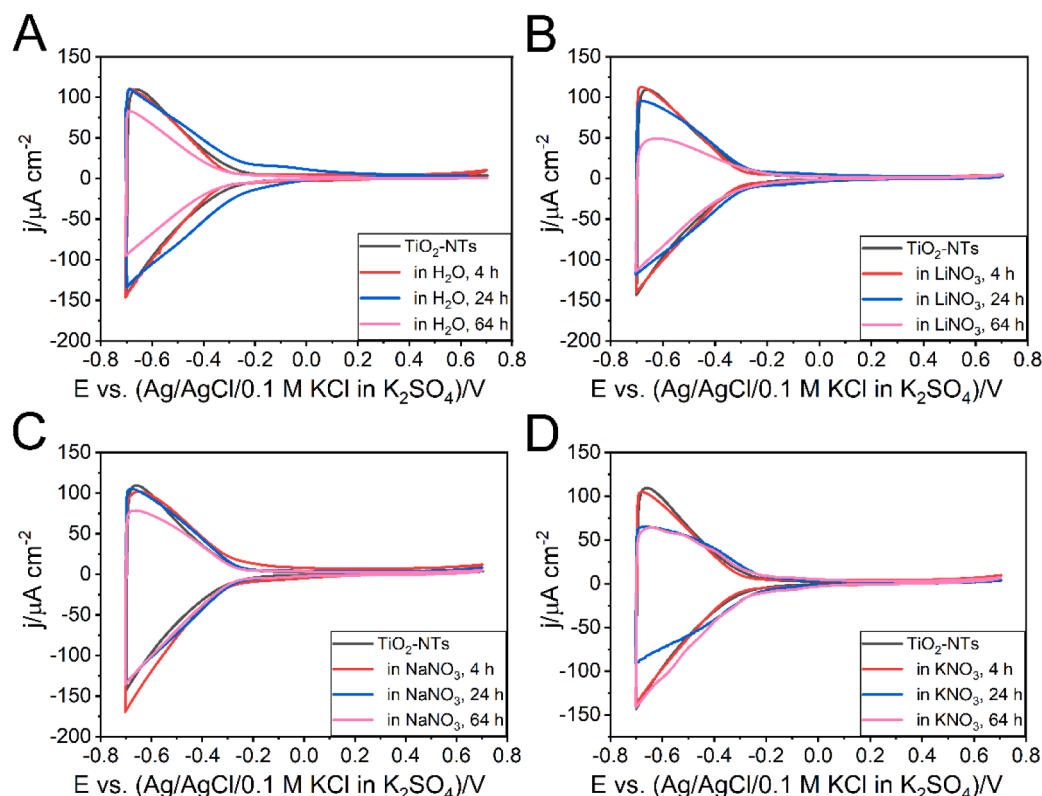 A
150
100
50
0
-50
-100
-150
-200
j/µA cm⁻²
TiO₂-NTs
in H₂O, 4 h
in H₂O, 24 h
in H₂O, 64 h
-0.8 -0.6 -0.4 -0.2 0.0 0.2 0.4 0.6 0.8
E vs. (Ag/AgCl/0.1 M KCl in K₂SO₄)/V
B
150
100
50
0
-50
-100
-150
-200
j/µA cm⁻²
TiO₂-NTs
in LiNO₃, 4 h
in LiNO₃, 24 h
in LiNO₃, 64 h
-0.8 -0.6 -0.4 -0.2 0.0 0.2 0.4 0.6 0.8
E vs. (Ag/AgCl/0.1 M KCl in K₂SO₄)/V
C
150
100
50
0
-50
-100
-150
-200
j/µA cm⁻²
TiO₂-NTs
in NaNO₃, 4 h
in NaNO₃, 24 h
in NaNO₃, 64 h
-0.8 -0.6 -0.4 -0.2 0.0 0.2 0.4 0.6 0.8
E vs. (Ag/AgCl/0.1 M KCl in K₂SO₄)/V
D
150
100
50
0
-50
-100
-150
j/µA cm⁻²
TiO₂-NTs
in KNO₃, 4 h
in KNO₃, 24 h
in KNO₃, 64 h
-0.8 -0.6 -0.4 -0.2 0.0 0.2 0.4 0.6 0.8
E vs. (Ag/AgCl/0.1 M KCl in K₂SO₄)/V